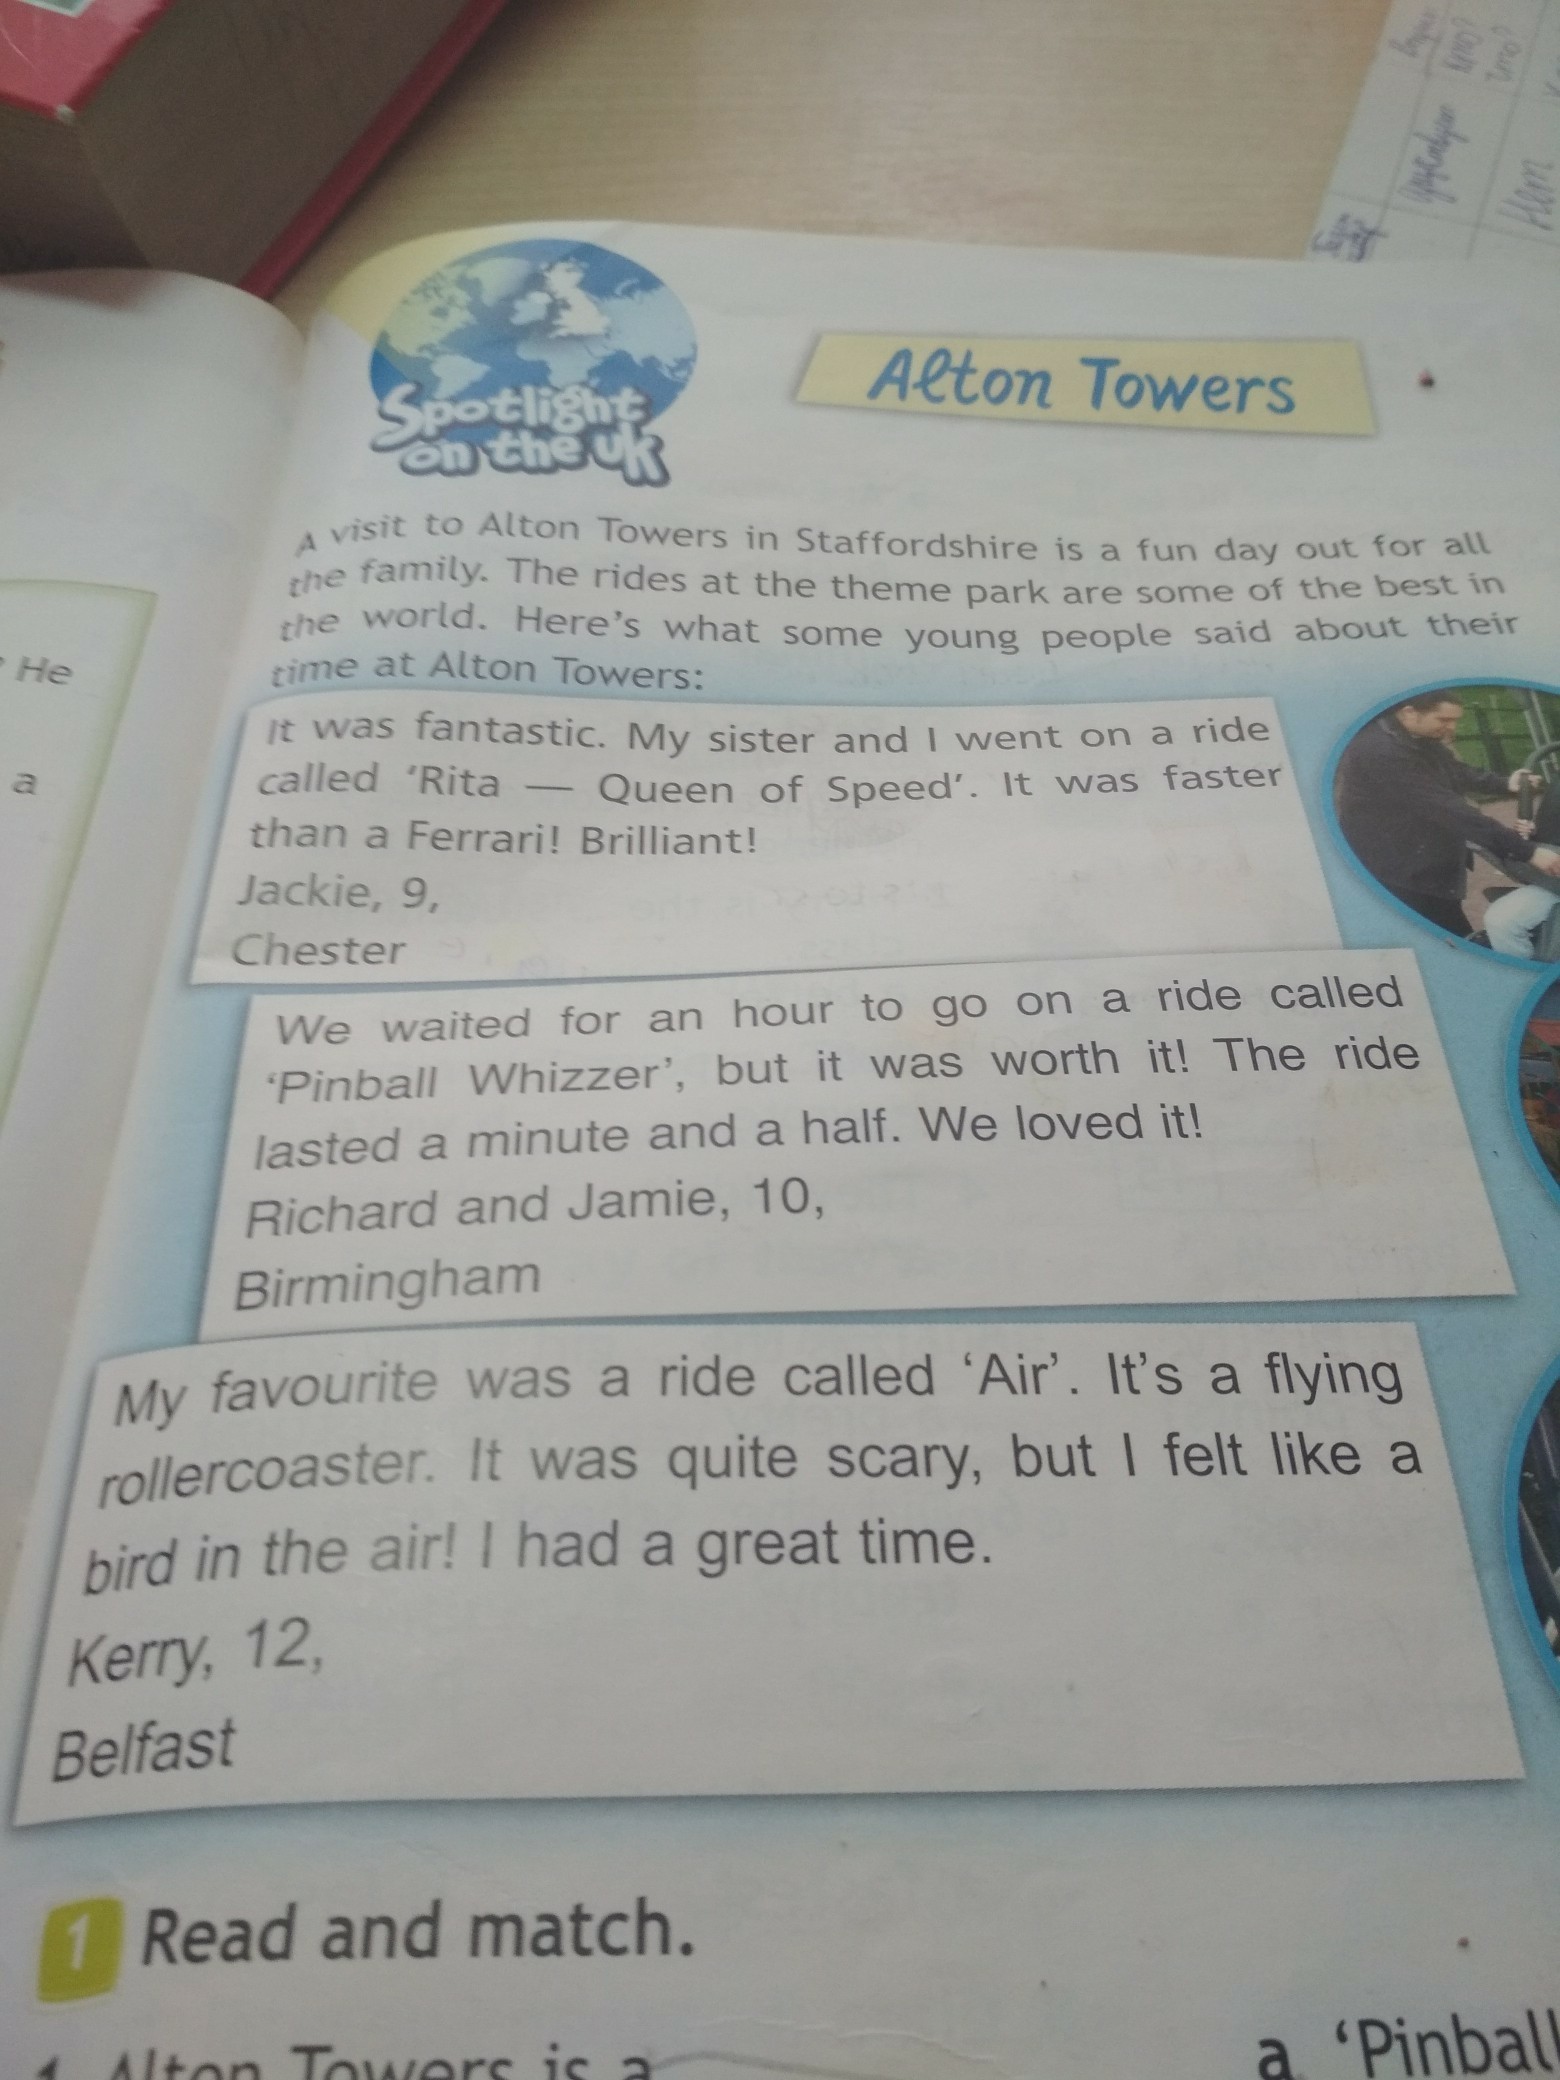 Spotlight
on the UK
Alton Towers
A visit to Alton Towers in Staffordshire is a fun day out for all
the family. The rides at the theme park are some of the best in
the world. Here's what some young people said about their
time at Alton Towers:
He
a
It was fantastic. My sister and I went on a ride
called ‘Rita — Queen of Speed’. It was faster
than a Ferrari! Brilliant!
Jackie, 9,
Chester
We waited for an hour to go on a ride called
‘Pinball Whizzer’, but it was worth it! The ride
lasted a minute and a half. We loved it!
Richard and Jamie, 10,
Birmingham
My favourite was a ride called ‘Air’. It's a flying
rollercoaster. It was quite scary, but I felt like a
bird in the air! I had a great time.
Kerry, 12,
Belfast
1 Read and match.
1 Alton Towers is a
a ‘Pinball